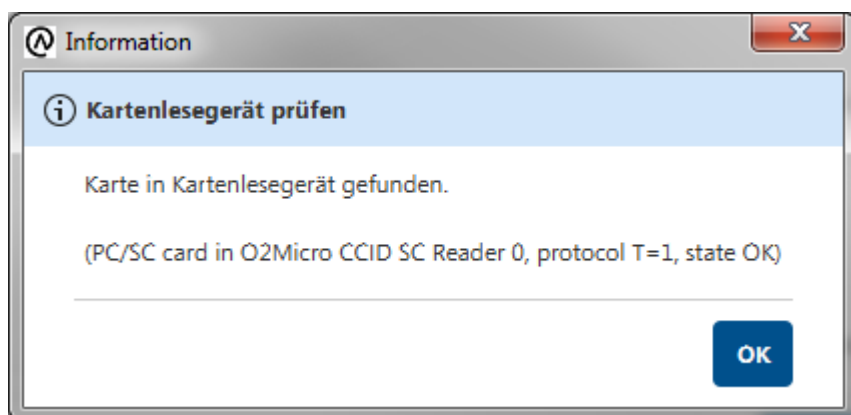 Information
Kartenlesegerät prüfen
Karte in Kartenlesegerät gefunden.
(PC/SC card in O2Micro CCID SC Reader 0, protocol T=1, state OK)
OK